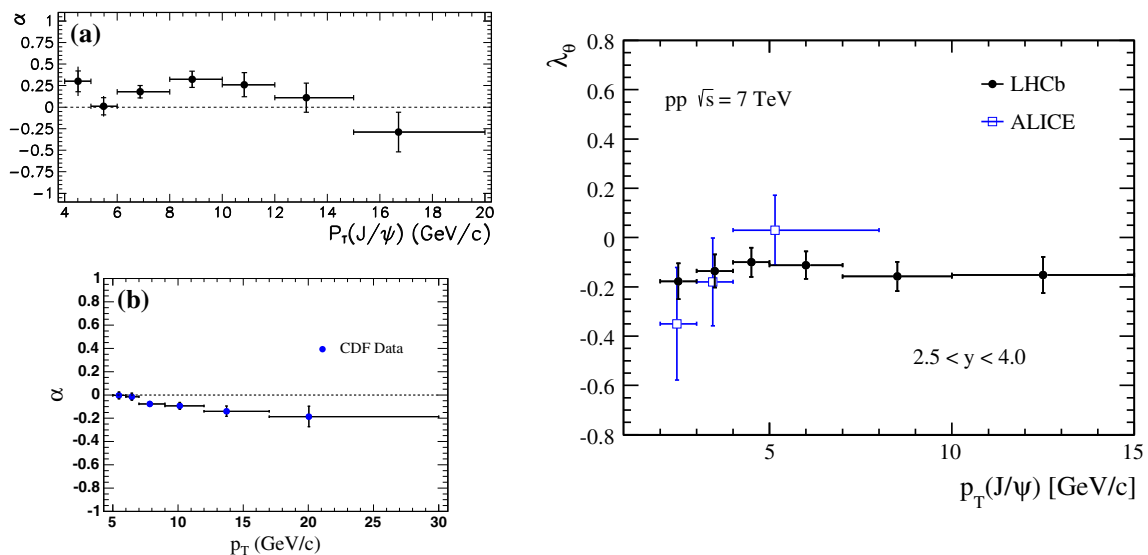 (a)
α
1
0.75
0.5
0.25
0
−0.25
−0.5
−0.75
−1
4 6 8 10 12 14 16 18 20
P_T(J/ψ) (GeV/c)
(b)
α
1
0.8
0.6
0.4
0.2
0
-0.2
-0.4
-0.6
-0.8
-1
CDF Data
5 10 15 20 25 30
p_T (GeV/c)
λ_θ
0.8
0.6
0.4
0.2
0
-0.2
-0.4
-0.6
-0.8
pp √s = 7 TeV
LHCb
ALICE
2.5 < y < 4.0
5 10 15
p_T(J/ψ) [GeV/c]